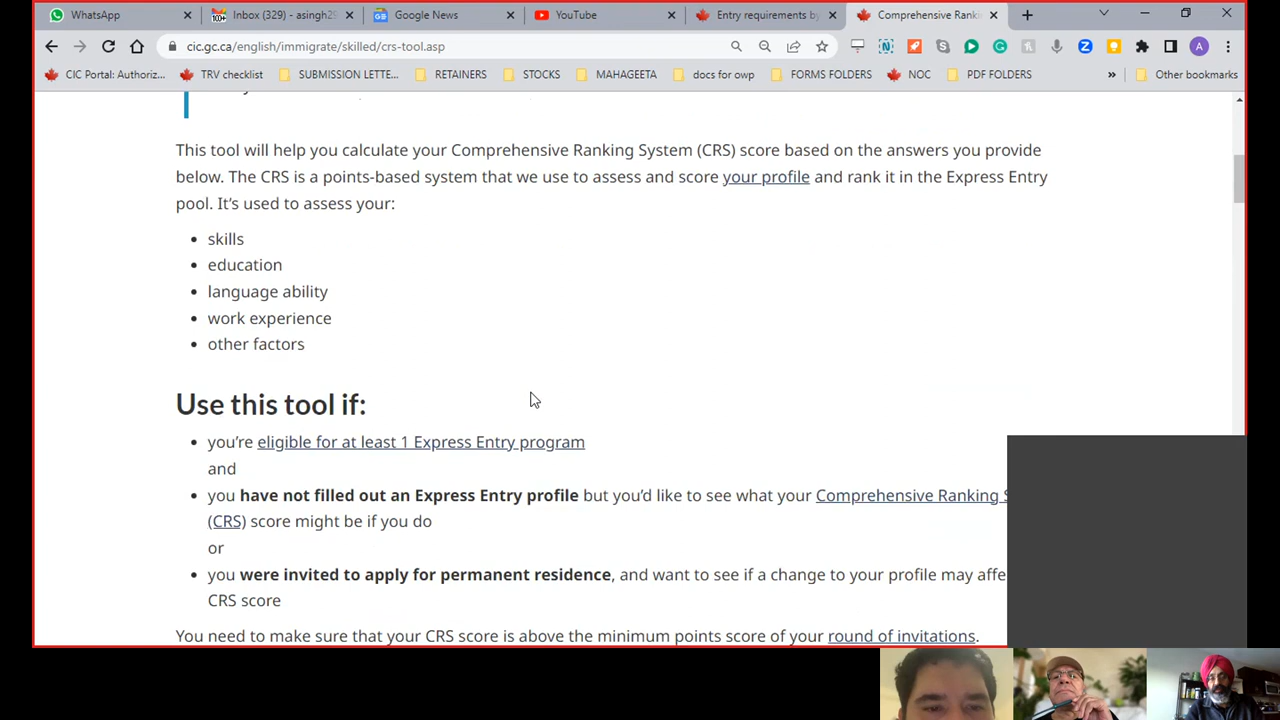 WhatsApp
100+ Inbox (329) - asingh29
Google News
YouTube
Entry requirements by
Comprehensive Rank
cic.gc.ca/english/immigrate/skilled/crs-tool.asp
A
CIC Portal: Authoriz...
TRV checklist
SUBMISSION LETTE...
RETAINERS
STOCKS
MAHAGEETA
docs for owp
FORMS FOLDERS
NOC
PDF FOLDERS
»
Other bookmarks
This tool will help you calculate your Comprehensive Ranking System (CRS) score based on the answers you provide
below. The CRS is a points-based system that we use to assess and score your profile and rank it in the Express Entry
pool. It’s used to assess your:
• skills
• education
• language ability
• work experience
• other factors
Use this tool if:
• you’re eligible for at least 1 Express Entry program
and
• you have not filled out an Express Entry profile but you’d like to see what your Comprehensive Ranking S
(CRS) score might be if you do
or
• you were invited to apply for permanent residence, and want to see if a change to your profile may affe
CRS score
You need to make sure that your CRS score is above the minimum points score of your round of invitations.